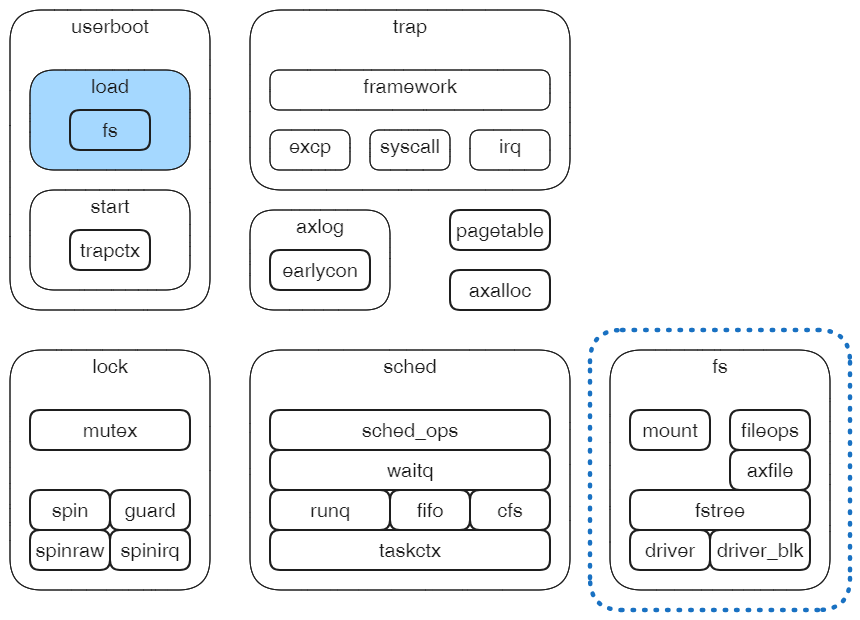 userboot
load
fs
start
trapctx
trap
framework
excp syscall irq
axlog
earlycon
pagetable
axalloc
lock
mutex
spin guard
spinraw spinirq
sched
sched_ops
waitq
runq fifo cfs
taskctx
fs
mount fileops
axfile
fstree
driver driver_blk